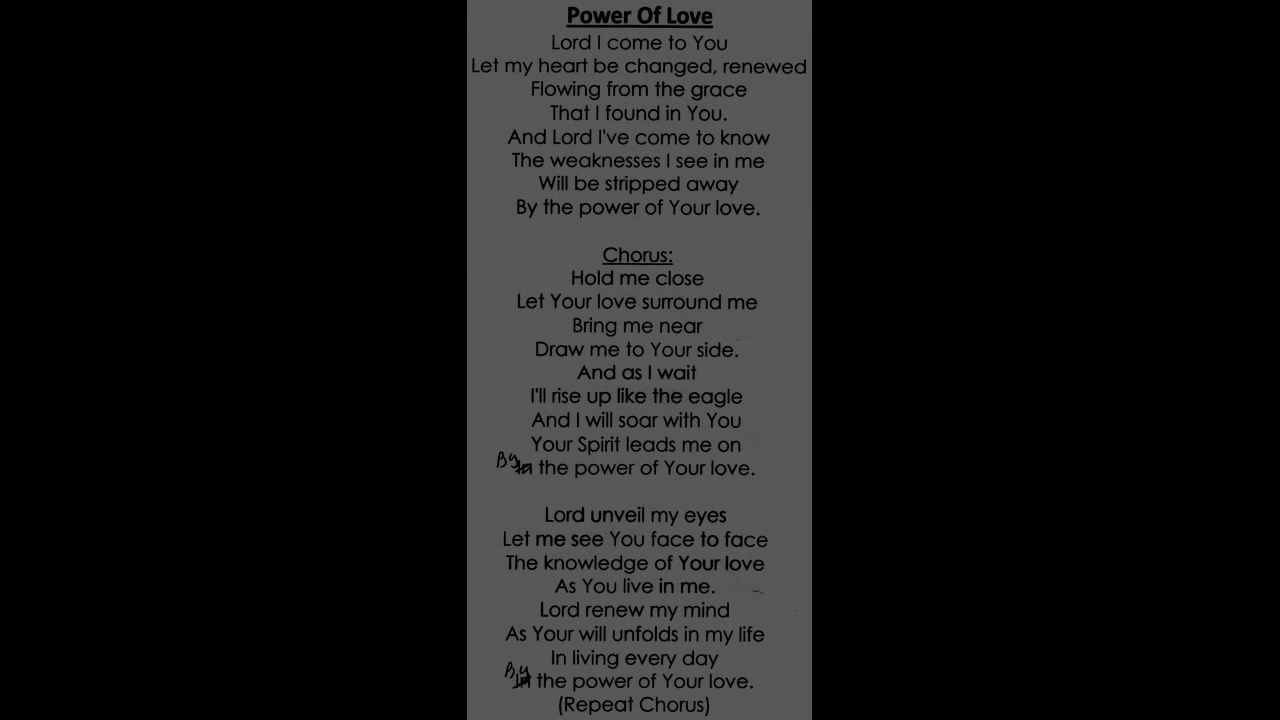 Power Of Love
Lord I come to You
Let my heart be changed, renewed
Flowing from the grace
That I found in You.
And Lord I've come to know
The weaknesses I see in me
Will be stripped away
By the power of Your love.
Chorus:
Hold me close
Let Your love surround me
Bring me near
Draw me to Your side.
And as I wait
I'll rise up like the eagle
And I will soar with You
Your Spirit leads me on
By In the power of Your love.
Lord unveil my eyes
Let me see You face to face
The knowledge of Your love
As You live in me.
Lord renew my mind
As Your will unfolds in my life
In living every day
By In the power of Your love.
(Repeat Chorus)